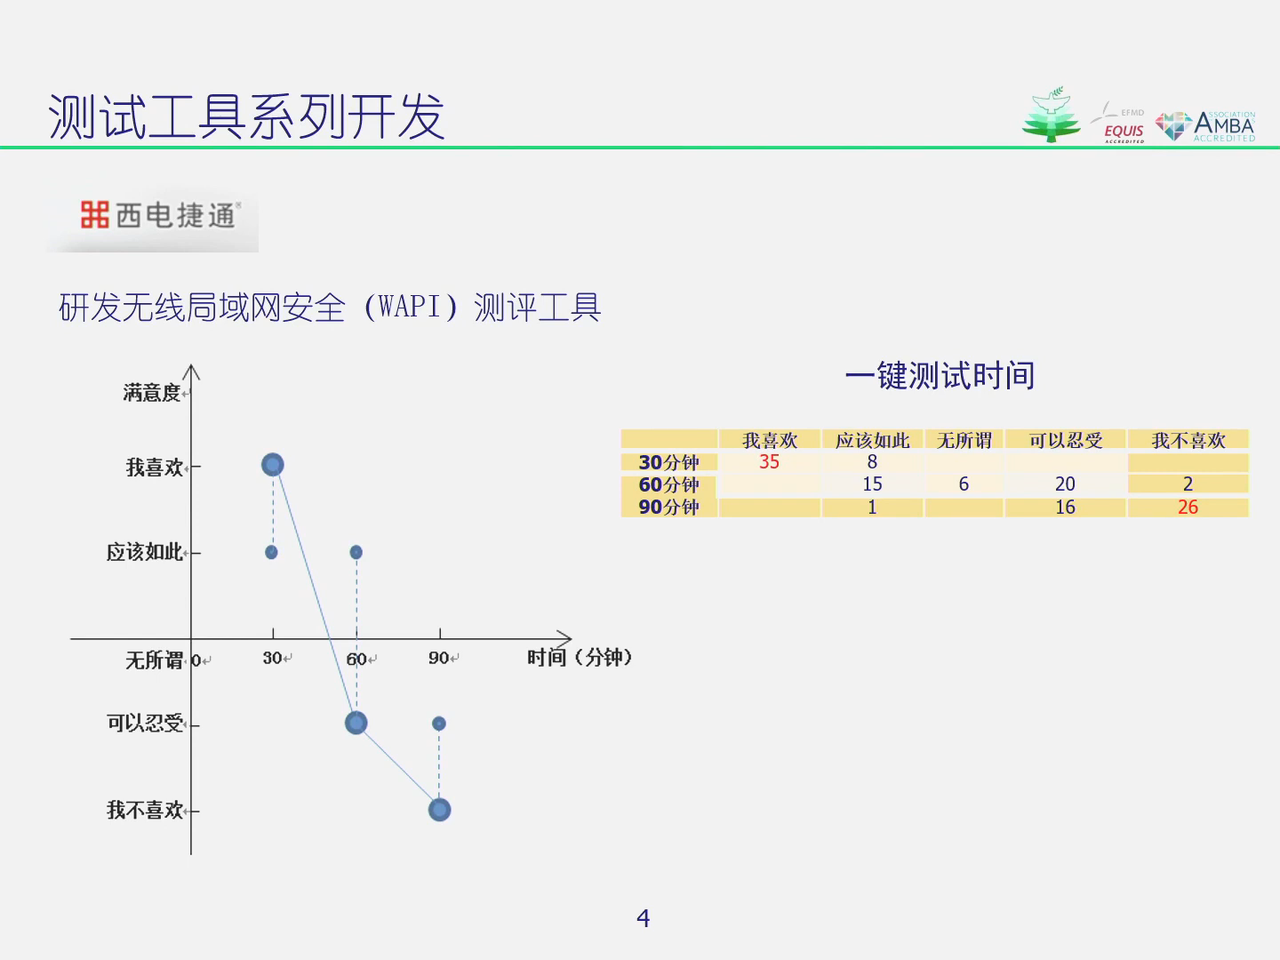 测试工具系列开发
EFMD
EQUIS
ACCREDITED
ASSOCIATION
AMBA
ACCREDITED
西电捷通®
研发无线局域网安全（WAPI）测评工具
一键测试时间
我喜欢 应该如此 无所谓 可以忍受 我不喜欢
30分钟 35 8
60分钟 15 6 20 2
90分钟 1 16 26
满意度
我喜欢
应该如此
无所谓 0 30 60 90 时间（分钟）
可以忍受
我不喜欢
4